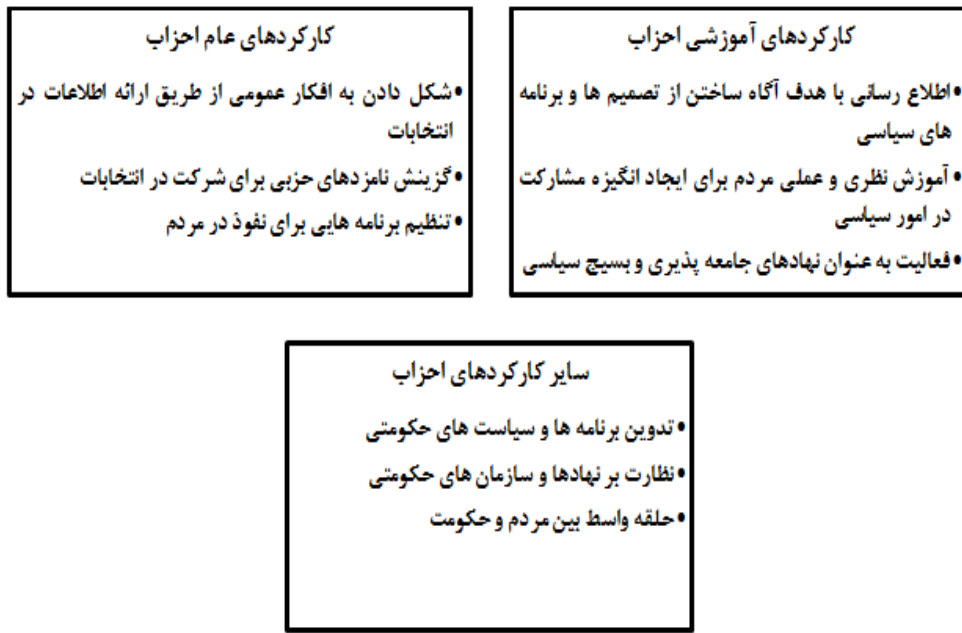 کارکردهای آموزشی احزاب
•اطلاع رسانی با هدف آگاه ساختن از تصمیم ها و برنامه
های سیاسی
•آموزش نظری و عملی مردم برای ایجاد انگیزه مشارکت
در امور سیاسی
•فعالیت به عنوان نهادهای جامعه پذیری و بسیج سیاسی
کارکردهای عام احزاب
•شکل دادن به افکار عمومی از طریق ارائه اطلاعات در
انتخابات
•گزینش نامزدهای حزبی برای شرکت در انتخابات
•تنظیم برنامه هایی برای نفوذ در مردم
سایر کارکردهای احزاب
•تدوین برنامه ها و سیاست های حکومتی
•نظارت بر نهادها و سازمان های حکومتی
•حلقه واسط بین مردم و حکومت